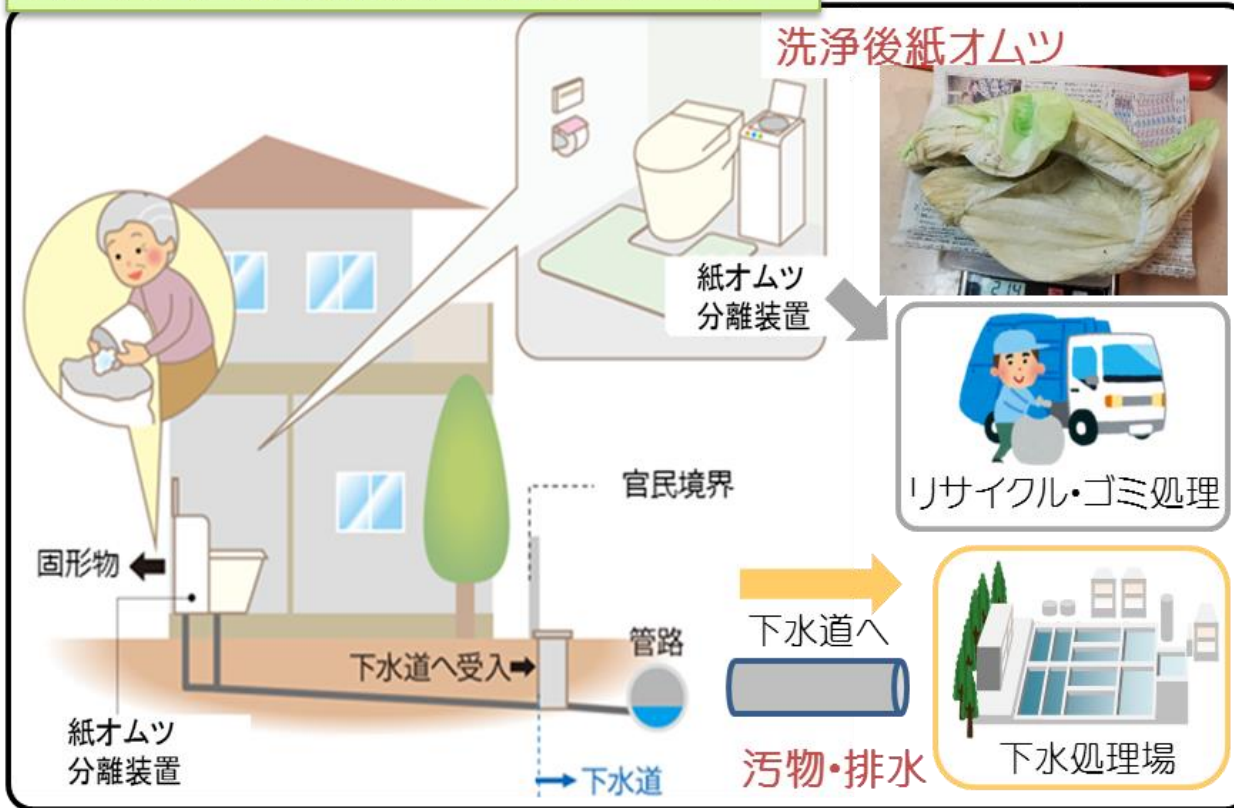 洗浄後紙オムツ
紙オムツ
分離装置
214
リサイクル・ゴミ処理
官民境界
固形物
下水道へ
下水道へ受入
管路
紙オムツ
分離装置
汚物・排水
下水処理場
下水道